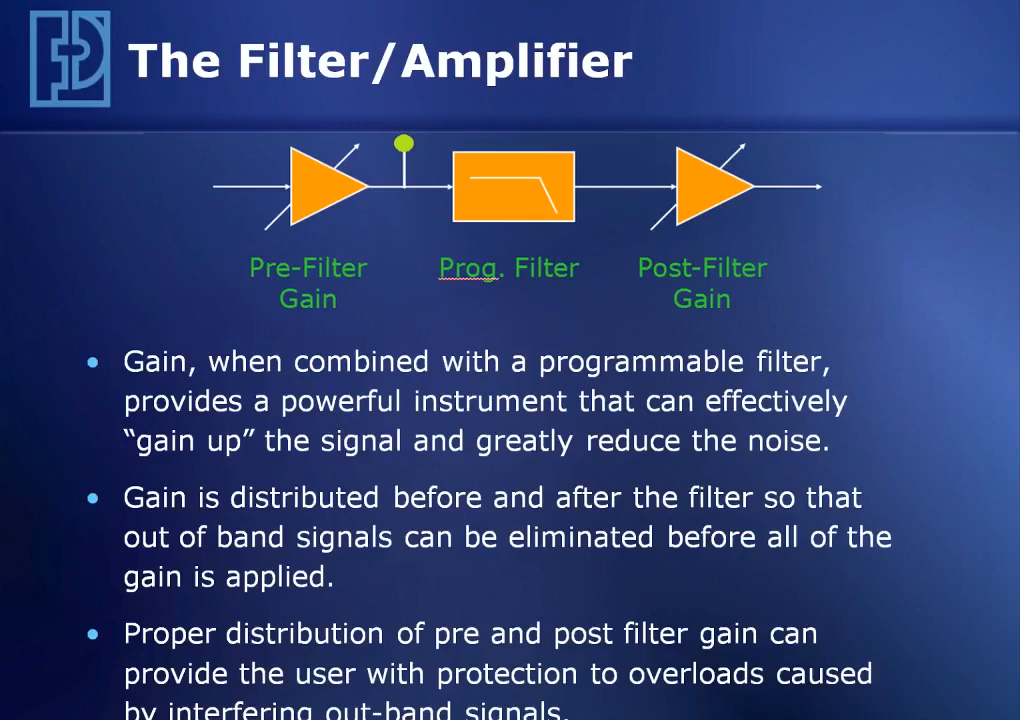 The Filter/Amplifier
Pre-Filter
Gain
Prog. Filter
Post-Filter
Gain
• Gain, when combined with a programmable filter,
provides a powerful instrument that can effectively
“gain up” the signal and greatly reduce the noise.
• Gain is distributed before and after the filter so that
out of band signals can be eliminated before all of the
gain is applied.
• Proper distribution of pre and post filter gain can
provide the user with protection to overloads caused
by interfering out-band signals.